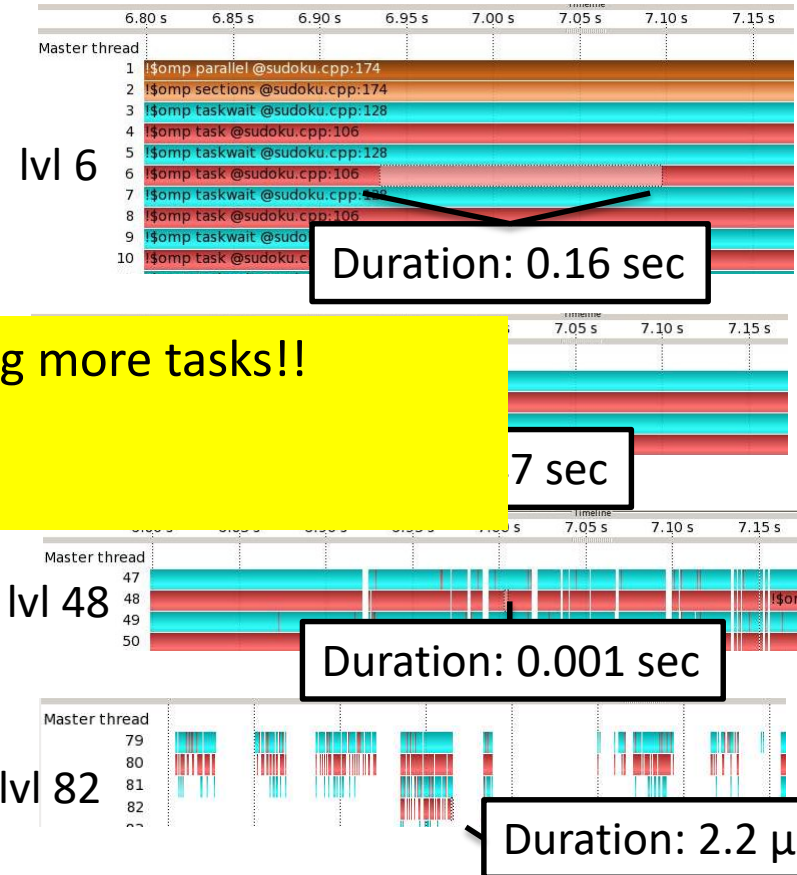 Timeline
6.80 s 6.85 s 6.90 s 6.95 s 7.00 s 7.05 s 7.10 s 7.15 s
Master thread
1 !$omp parallel @sudoku.cpp:174
2 !$omp sections @sudoku.cpp:174
3 !$omp taskwait @sudoku.cpp:128
4 !$omp task @sudoku.cpp:106
5 !$omp taskwait @sudoku.cpp:128
lvl 6
6 !$omp task @sudoku.cpp:106
7 !$omp taskwait @sudoku.cpp:128
8 !$omp task @sudoku.cpp:106
9 !$omp taskwait @sudo
10 !$omp task @sudoku.c
Duration: 0.16 sec
Timeline
s 7.05 s 7.10 s 7.15 s
g more tasks!!
7 sec
Timeline
7.05 s 7.10 s 7.15 s
Master thread
47
lvl 48
48 !$or
49
50
Duration: 0.001 sec
Master thread
79
80
lvl 82
81
82
Duration: 2.2 μ